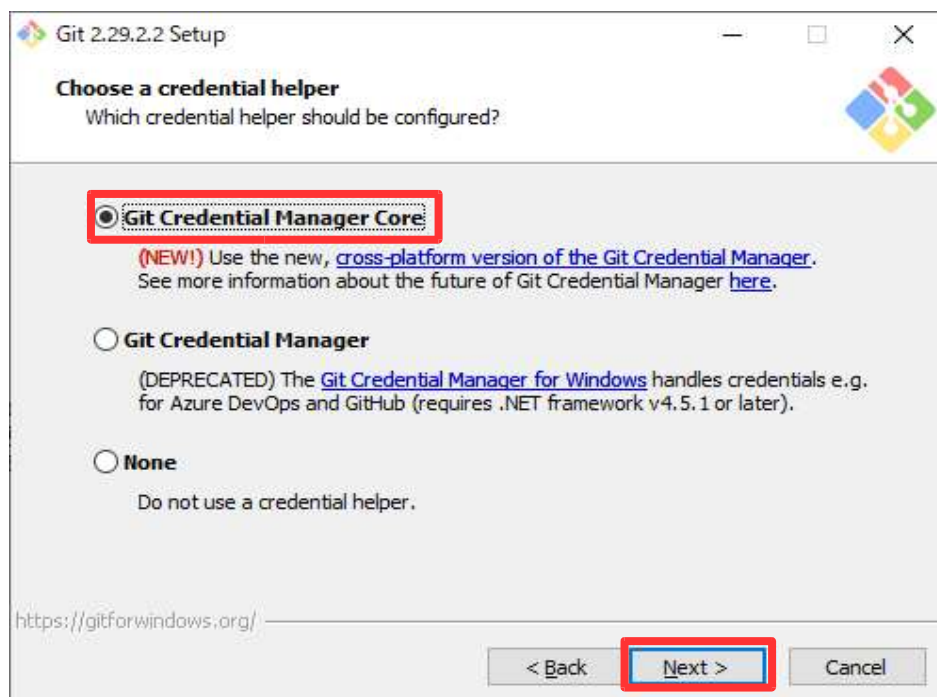 Git 2.29.2.2 Setup
Choose a credential helper
Which credential helper should be configured?
Git Credential Manager Core
(NEW!) Use the new, cross-platform version of the Git Credential Manager.
See more information about the future of Git Credential Manager here.
Git Credential Manager
(DEPRECATED) The Git Credential Manager for Windows handles credentials e.g.
for Azure DevOps and GitHub (requires .NET framework v4.5.1 or later).
None
Do not use a credential helper.
https://gitforwindows.org/
< Back
Next >
Cancel